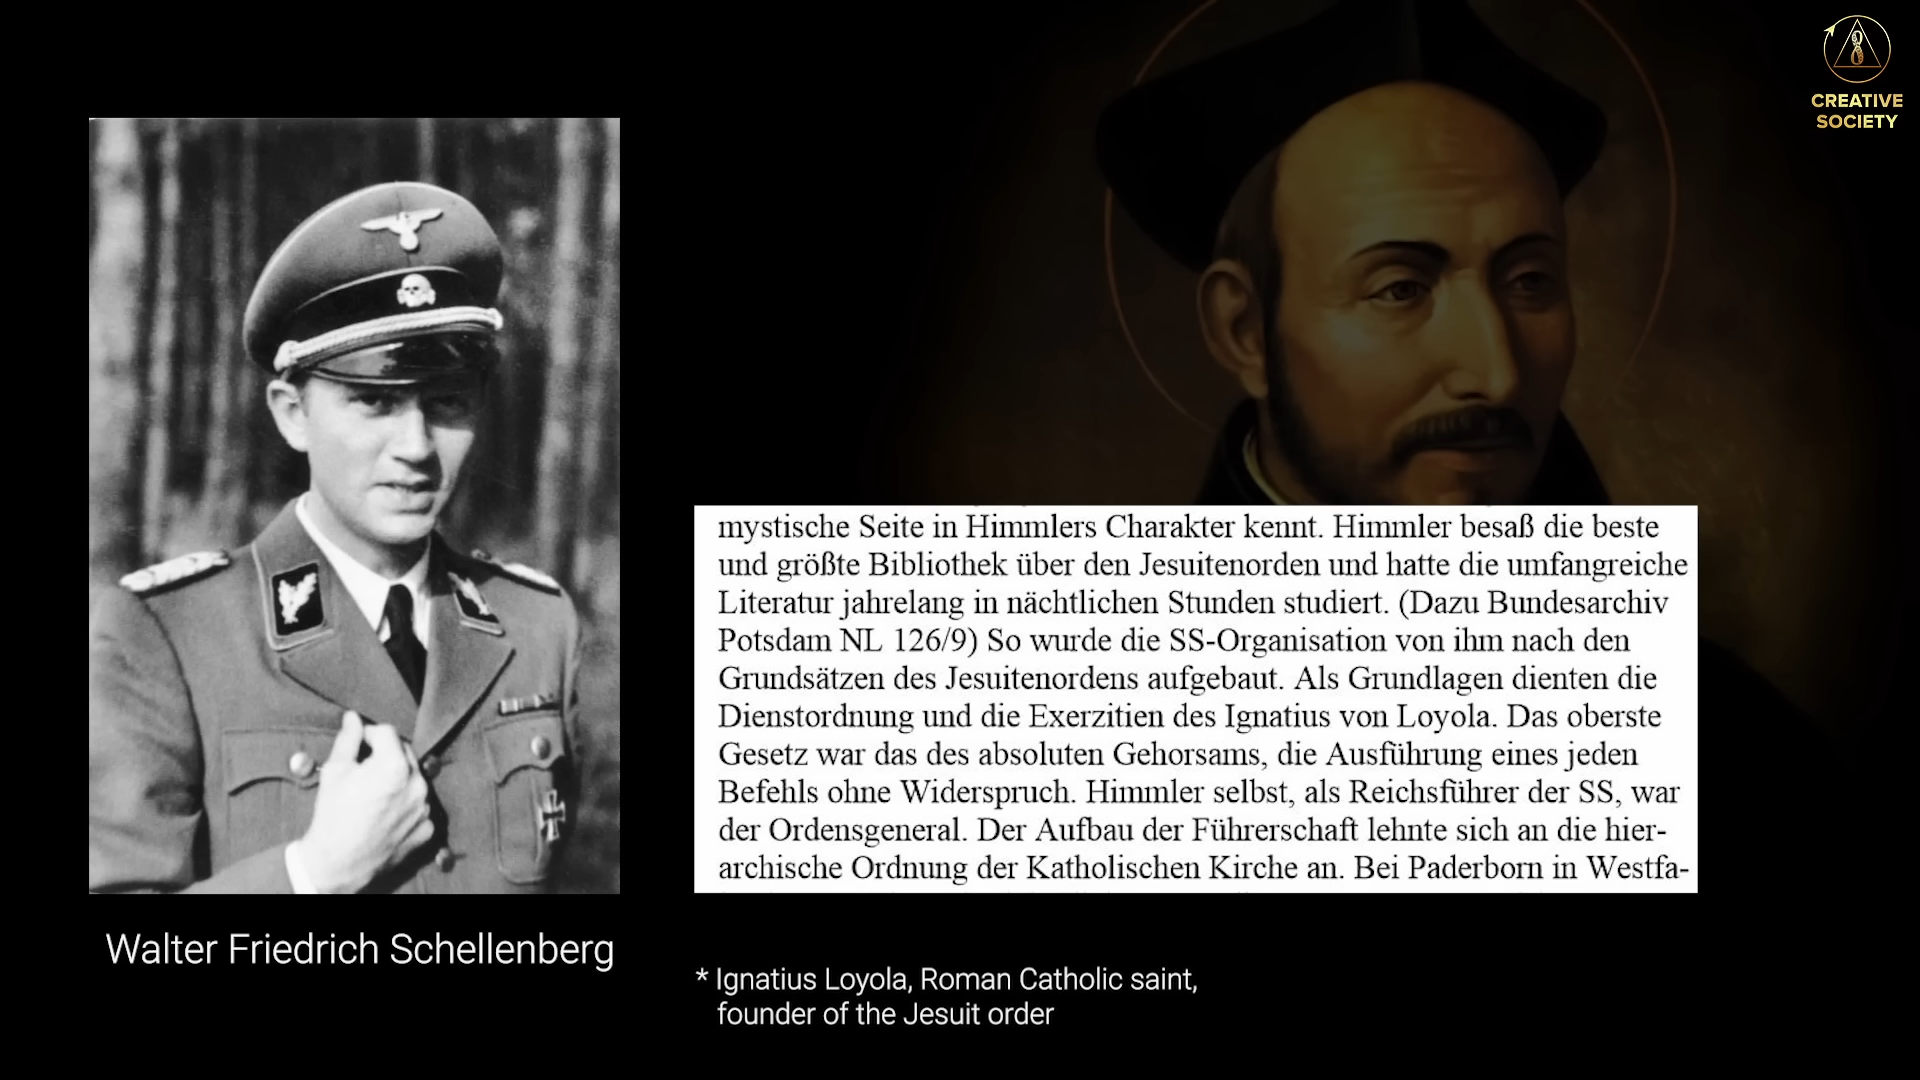 CREATIVE
SOCIETY
mystische Seite in Himmlers Charakter kennt. Himmler besaß die beste
und größte Bibliothek über den Jesuitenorden und hatte die umfangreiche
Literatur jahrelang in nächtlichen Stunden studiert. (Dazu Bundesarchiv
Potsdam NL 126/9) So wurde die SS-Organisation von ihm nach den
Grundsätzen des Jesuitenordens aufgebaut. Als Grundlagen dienten die
Dienstordnung und die Exerzitien des Ignatius von Loyola. Das oberste
Gesetz war das des absoluten Gehorsams, die Ausführung eines jeden
Befehls ohne Widerspruch. Himmler selbst, als Reichsführer der SS, war
der Ordensgeneral. Der Aufbau der Führerschaft lehnte sich an die hier-
archische Ordnung der Katholischen Kirche an. Bei Paderborn in Westfa-
Walter Friedrich Schellenberg
* Ignatius Loyola, Roman Catholic saint,
founder of the Jesuit order